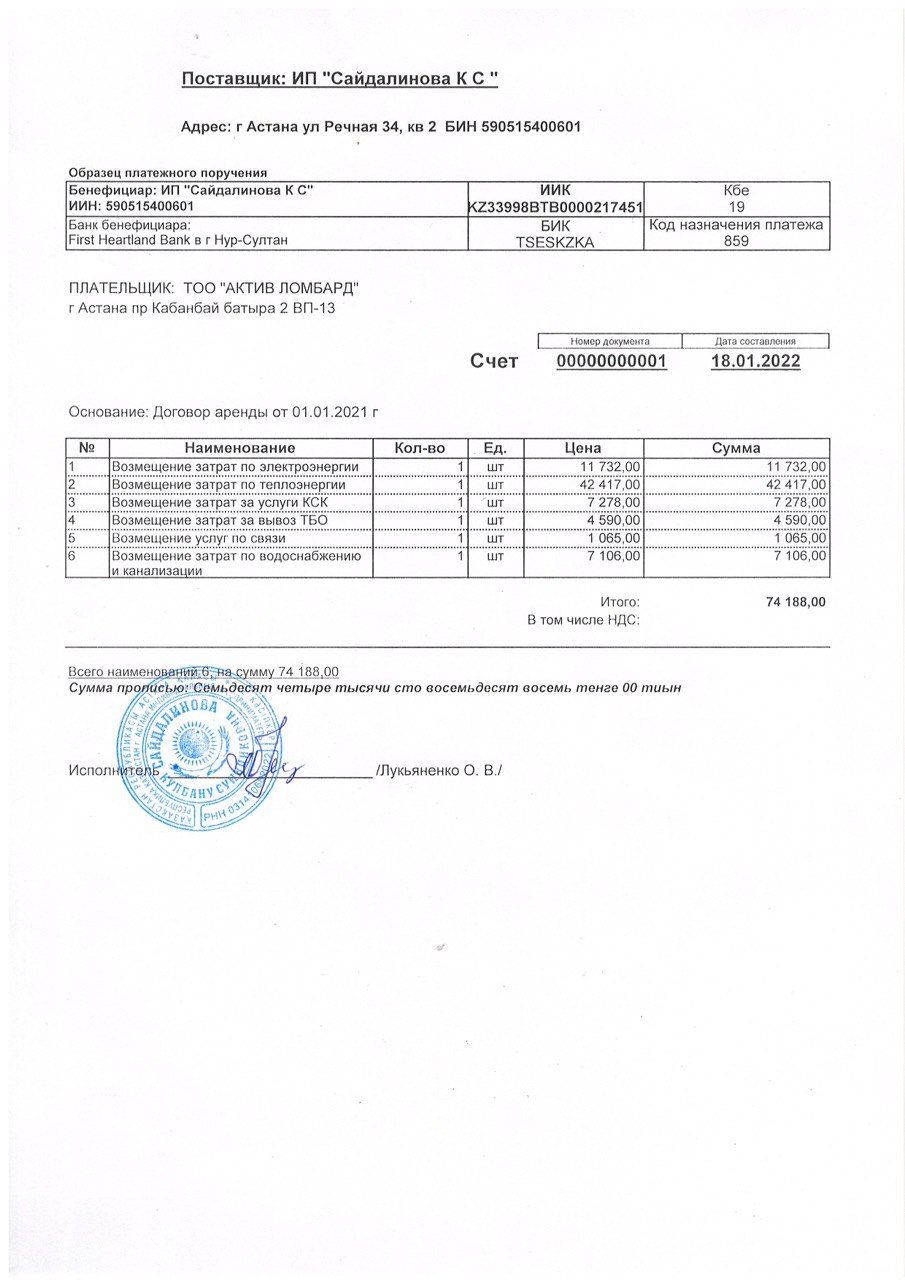 Поставщик: ИП "Сайдалинова К С "
Адрес: г Астана ул Речная 34, кв 2 БИН 590515400601
Образец платежного поручения
Бенефициар: ИП "Сайдалинова К С" ИИК Кбе
ИИН: 590515400601 KZ33998BTB0000217451 19
Банк бенефициара: БИК Код назначения платежа
First Heartland Bank в г Нур-Султан TSESKZKA 859
ПЛАТЕЛЬЩИК: ТОО "АКТИВ ЛОМБАРД"
г Астана пр Кабанбай батыра 2 ВП-13
Номер документа Дата составления
Счет 00000000001 18.01.2022
Основание: Договор аренды от 01.01.2021 г
№ Наименование Кол-во Ед. Цена Сумма
1 Возмещение затрат по электроэнергии 1 шт 11 732,00 11 732,00
2 Возмещение затрат по теплоэнергии 1 шт 42 417,00 42 417,00
3 Возмещение затрат за услуги КСК 1 шт 7 278,00 7 278,00
4 Возмещение затрат за вывоз ТБО 1 шт 4 590,00 4 590,00
5 Возмещение услуг по связи 1 шт 1 065,00 1 065,00
6 Возмещение затрат по водоснабжению 1 шт 7 106,00 7 106,00
и канализации
Итого: 74 188,00
В том числе НДС:
Всего наименований 6, на сумму 74 188,00
Сумма прописью: Семьдесят четыре тысячи сто восемьдесят восемь тенге 00 тиын
Исполнитель /Лукьяненко О. В./
САЙДАЛИНОВА
КУЛБАНУ
РНН